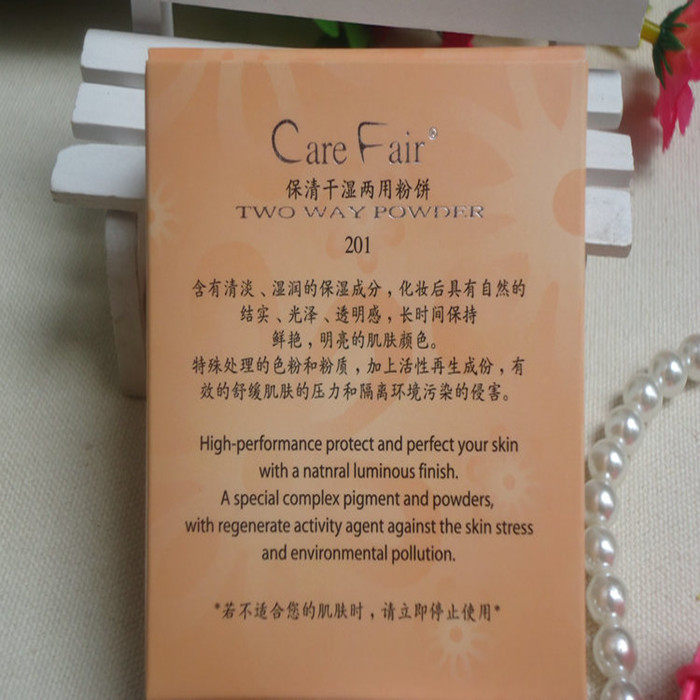 Care Fair®
保清干湿两用粉饼
TWO WAY POWDER
201
含有清淡、湿润的保湿成分，化妆后具有自然的
结实、光泽、透明感，长时间保持
鲜艳，明亮的肌肤颜色。
特殊处理的色粉和粉质，加上活性再生成份，有
效的舒缓肌肤的压力和隔离环境污染的侵害。
High-performance protect and perfect your skin
with a natnral luminous finish.
A special complex pigment and powders,
with regenerate activity agent against the skin stress
and environmental pollution.
*若不适合您的肌肤时，请立即停止使用*